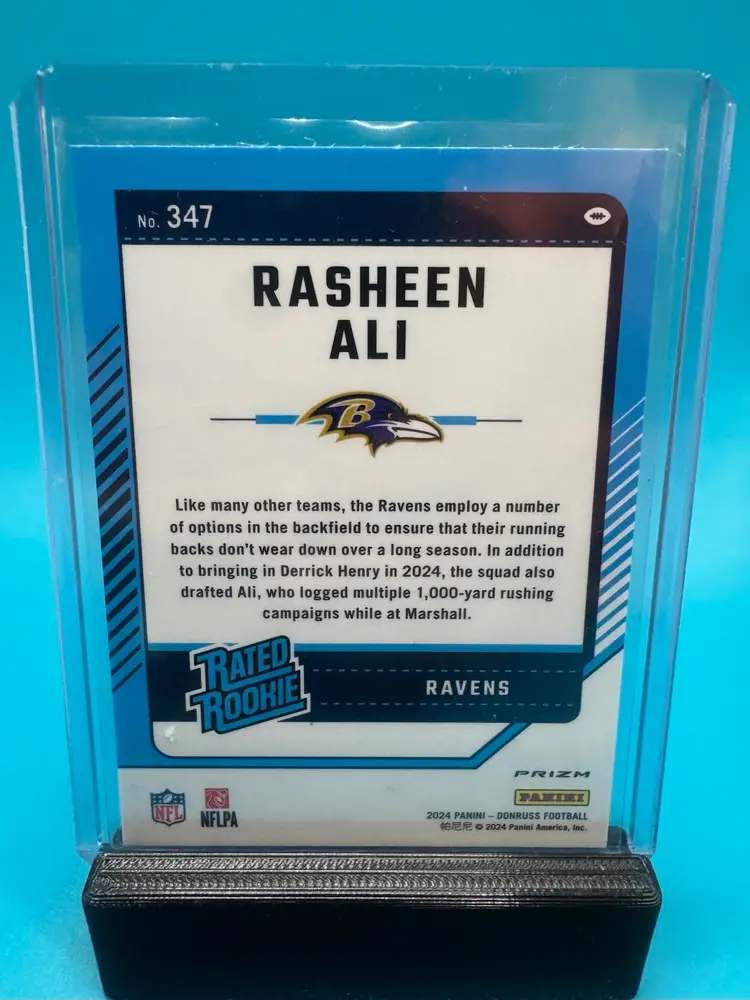 No. 347
RASHEEN
ALI
B
Like many other teams, the Ravens employ a number
of options in the backfield to ensure that their running
backs don't wear down over a long season. In addition
to bringing in Derrick Henry in 2024, the squad also
drafted Ali, who logged multiple 1,000-yard rushing
campaigns while at Marshall.
RATED
ROOKIE
RAVENS
PRIZM
PANINI
NFL
NFLPA
2024 PANINI – DONRUSS FOOTBALL
帕尼尼 © 2024 Panini America, Inc.